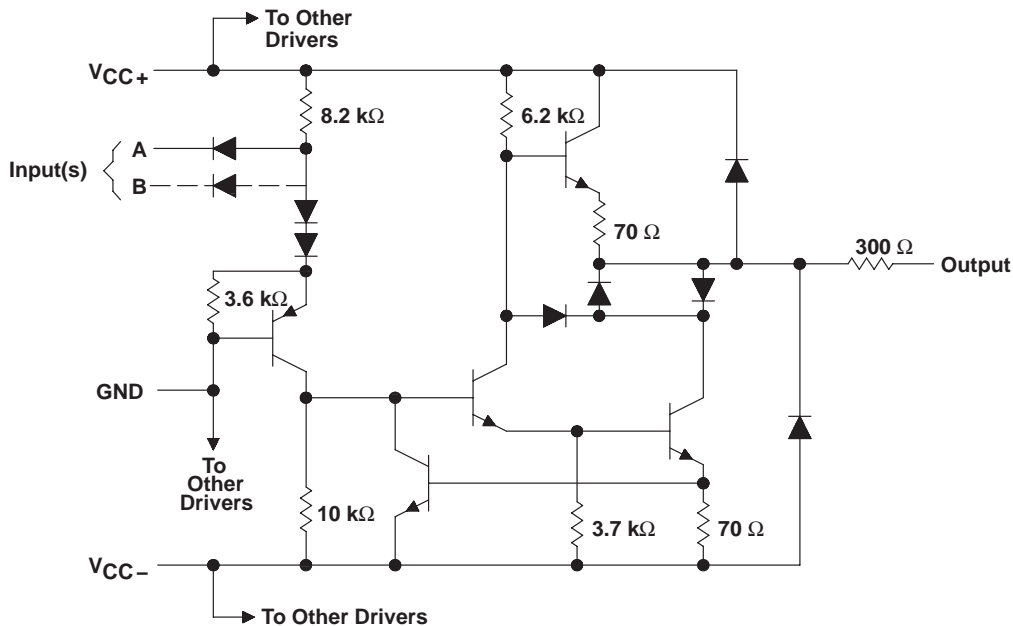 To Other
Drivers
VCC+
8.2 kΩ
6.2 kΩ
A
Input(s)
B
70 Ω
300 Ω
Output
3.6 kΩ
GND
To
Other
Drivers
10 kΩ
3.7 kΩ
70 Ω
VCC−
To Other Drivers